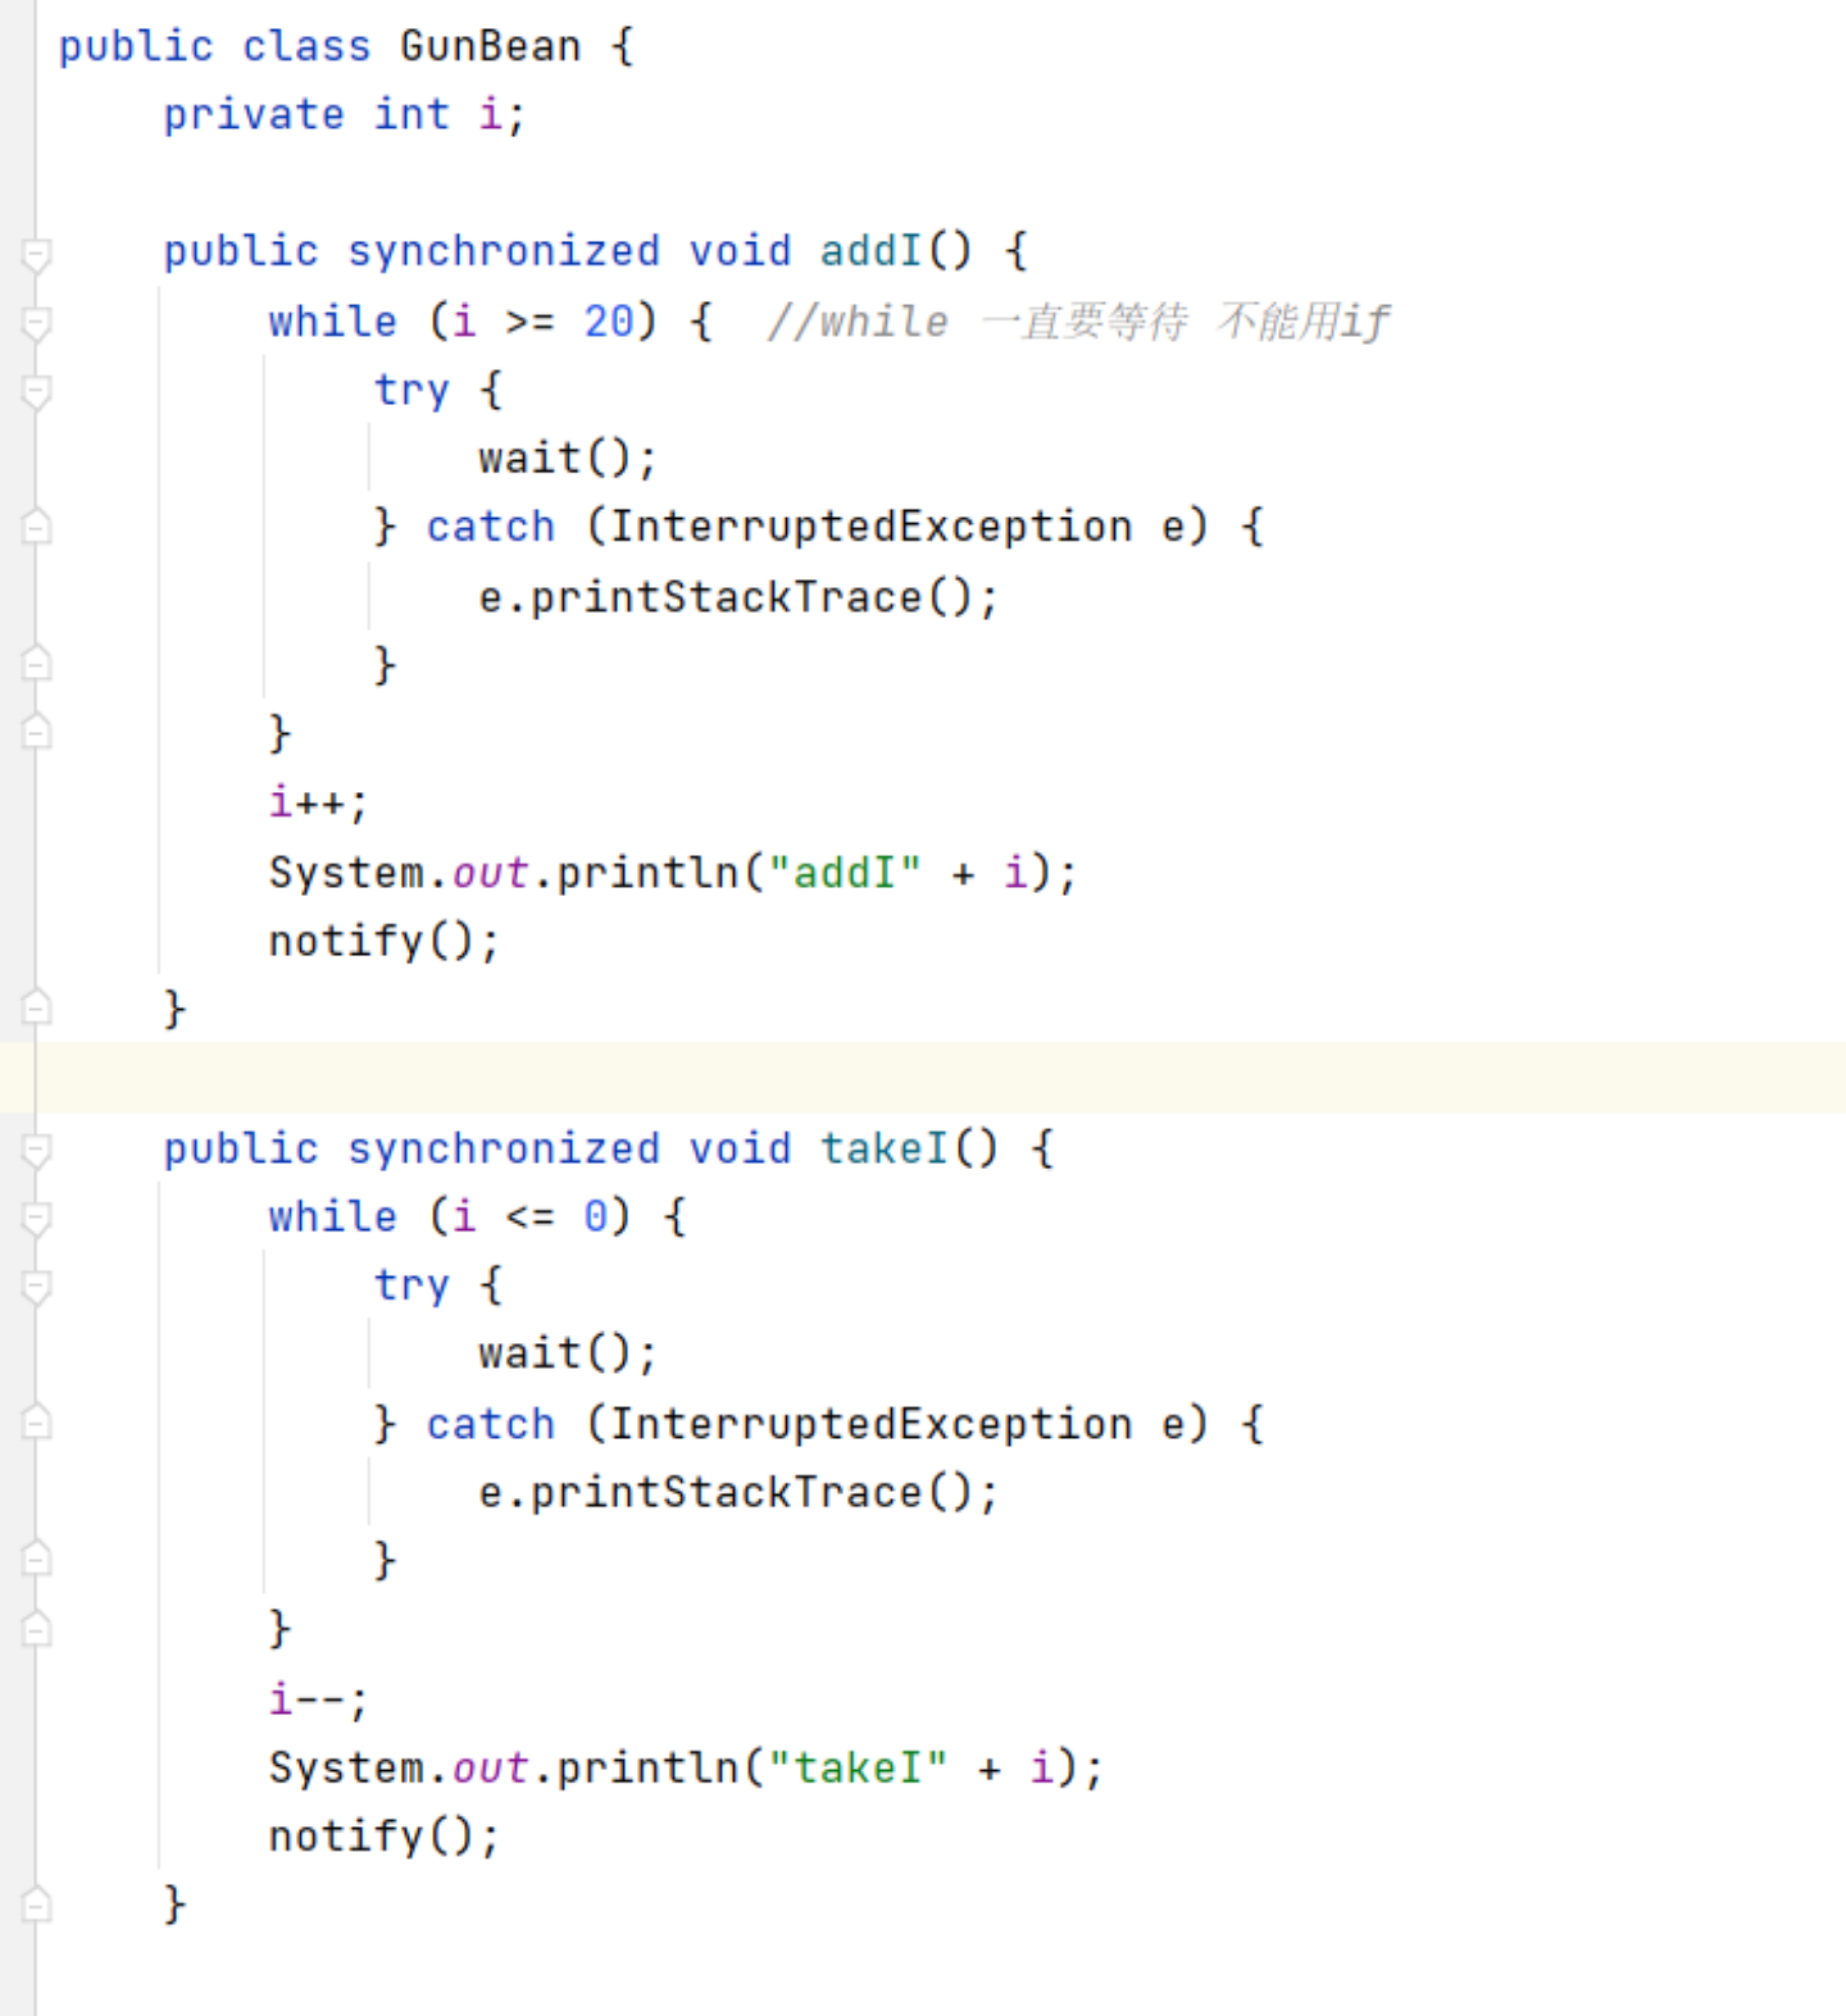 public class GunBean {
    private int i;

    public synchronized void addI() {
        while (i >= 20) {  //while 一直要等待 不能用if
            try {
                wait();
            } catch (InterruptedException e) {
                e.printStackTrace();
            }
        }
        i++;
        System.out.println("addI" + i);
        notify();
    }

    public synchronized void takeI() {
        while (i <= 0) {
            try {
                wait();
            } catch (InterruptedException e) {
                e.printStackTrace();
            }
        }
        i--;
        System.out.println("takeI" + i);
        notify();
    }